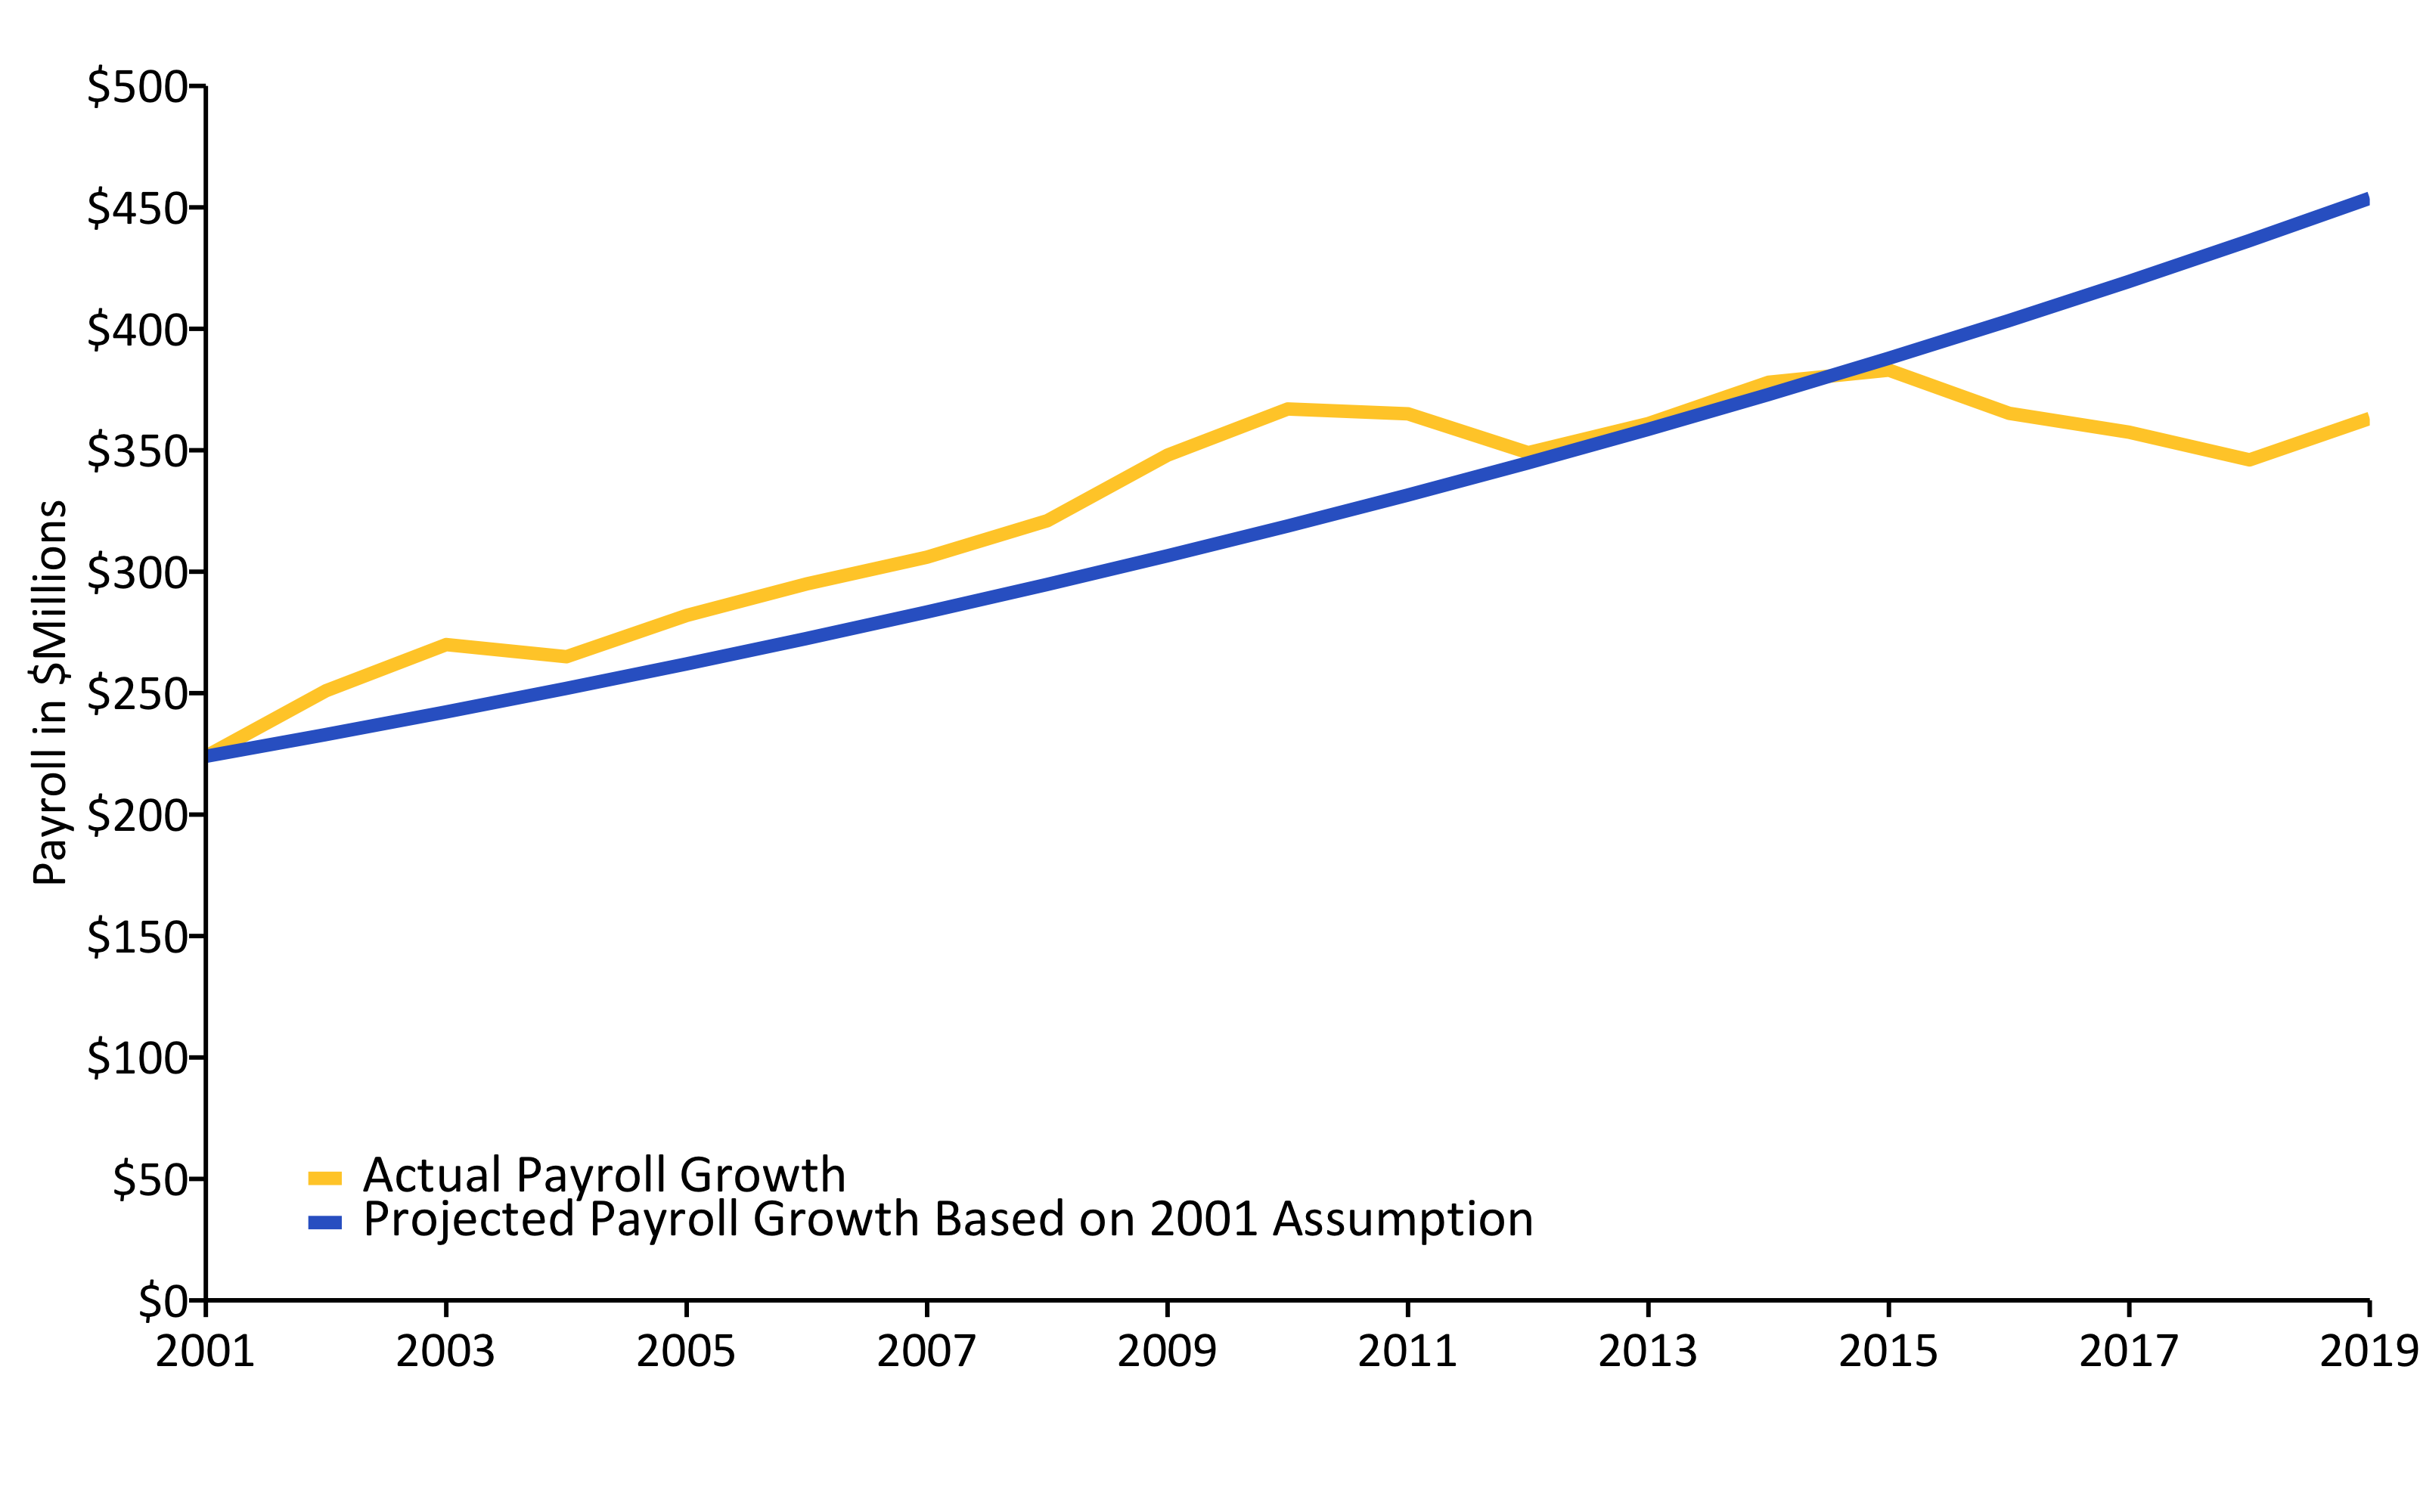 $500
$450
$400
$350
$300
$250
$200
$150
$100
$50
$0
Payroll in $Millions
Actual Payroll Growth
Projected Payroll Growth Based on 2001 Assumption
2001 2003 2005 2007 2009 2011 2013 2015 2017 2019